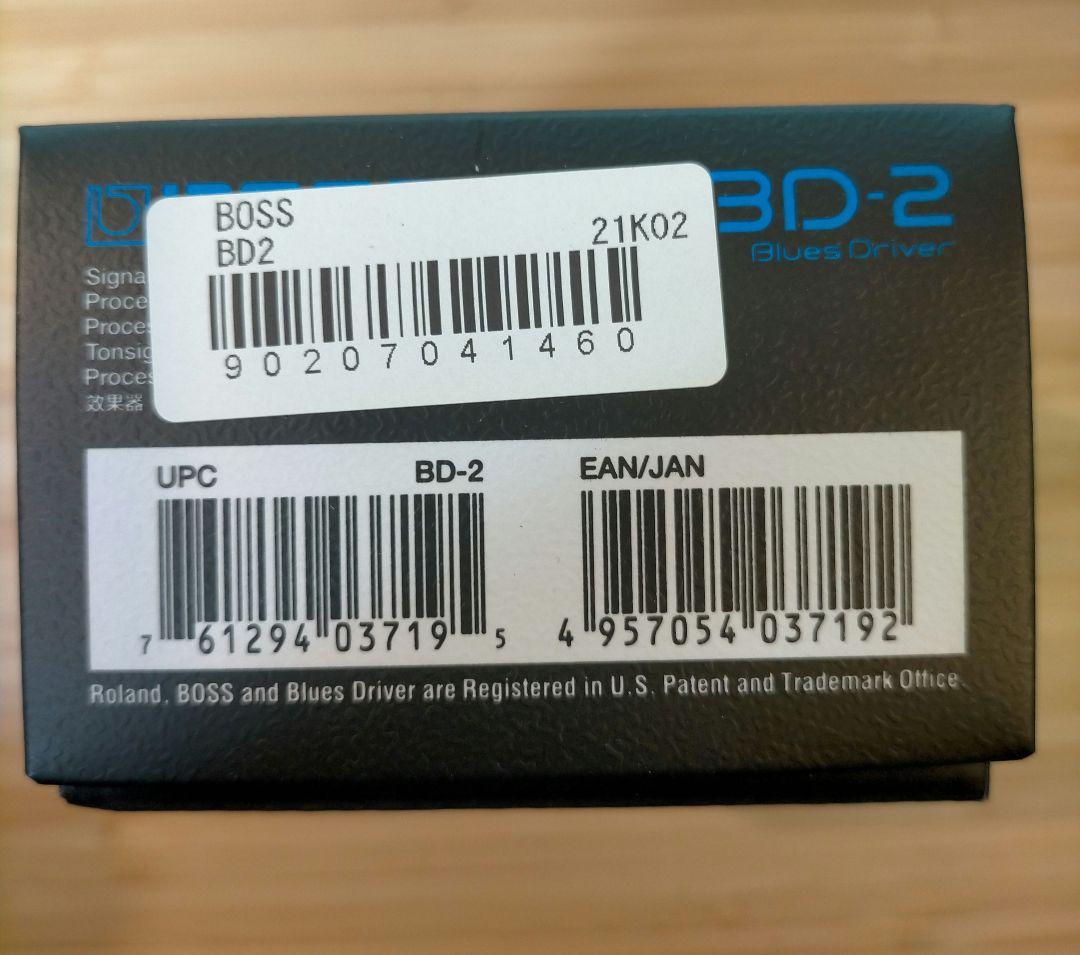 BD-2
Blues Driver
BOSS
BD2
21K02
90207041460
Signa
Proce
Proces
Tonsig
Proces
效果器
UPC
BD-2
EAN/JAN
7 61294 03719 5
4 957054 037192
Roland, BOSS and Blues Driver are Registered in U.S. Patent and Trademark Office.